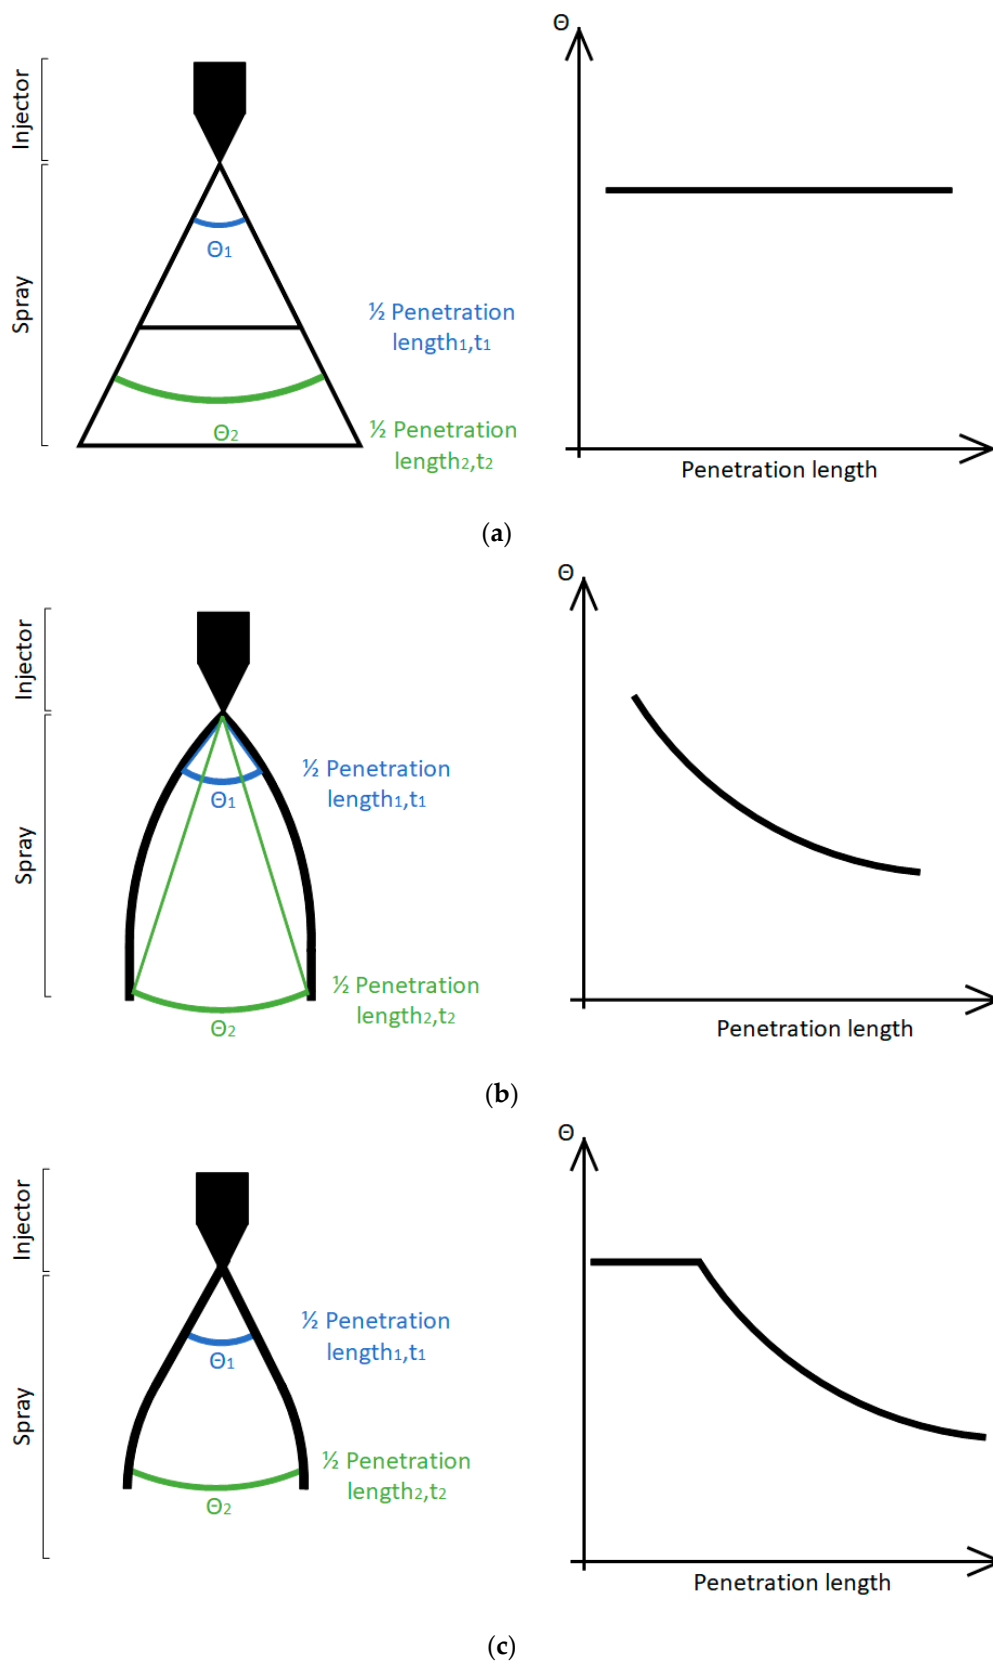 Injector
Spray
Θ1
½ Penetration
length1,t1
Θ2
½ Penetration
length2,t2
Θ
Penetration length
(a)
Injector
Spray
½ Penetration
length1,t1
Θ1
½ Penetration
length2,t2
Θ2
Θ
Penetration length
(b)
Injector
Spray
½ Penetration
length1,t1
Θ1
½ Penetration
length2,t2
Θ2
Θ
Penetration length
(c)